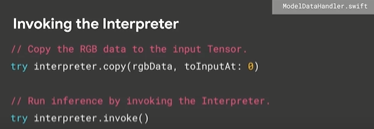 ModelDataHandler.swift
Invoking the Interpreter
// Copy the RGB data to the input Tensor.
try interpreter.copy(rgbData, toInputAt: 0)
// Run inference by invoking the Interpreter.
try interpreter.invoke()